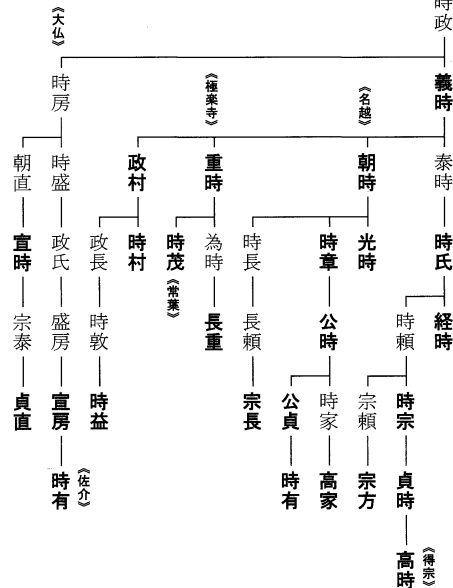 時政
義時
泰時
時氏
経時
時頼
時宗
貞時
高時
《得宗》
宗頼
宗方
《名越》
朝時
光時
時章
公時
時家
高家
公貞
時有
時長
長頼
宗長
《極楽寺》
重時
為時
長重
時茂
《常葉》
政村
時村
政長
時敦
時益
《大仏》
時房
時盛
政氏
盛房
宣房
時有
《佐介》
朝直
宣時
宗泰
貞直